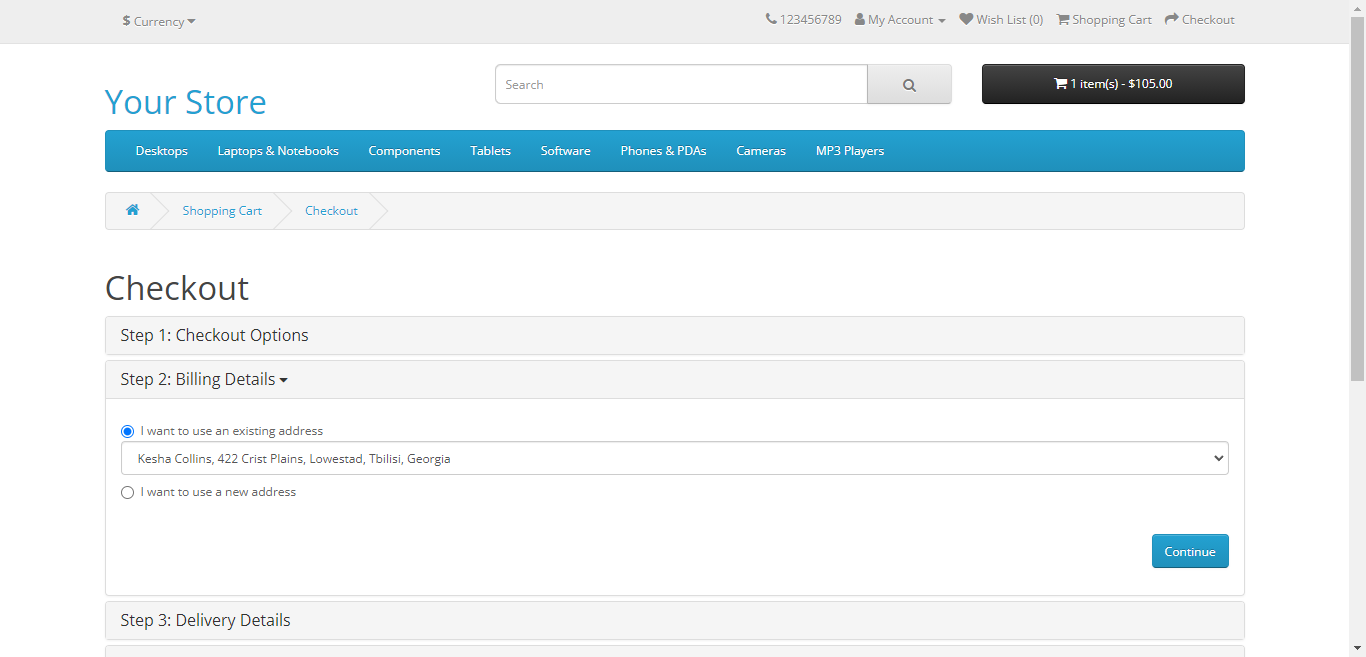 $ Currency
123456789 My Account Wish List (0) Shopping Cart Checkout
Your Store
Search
1 item(s) - $105.00
Desktops Laptops & Notebooks Components Tablets Software Phones & PDAs Cameras MP3 Players
Shopping Cart Checkout
Checkout
Step 1: Checkout Options
Step 2: Billing Details
I want to use an existing address
Kesha Collins, 422 Crist Plains, Lowestad, Tbilisi, Georgia
I want to use a new address
Continue
Step 3: Delivery Details